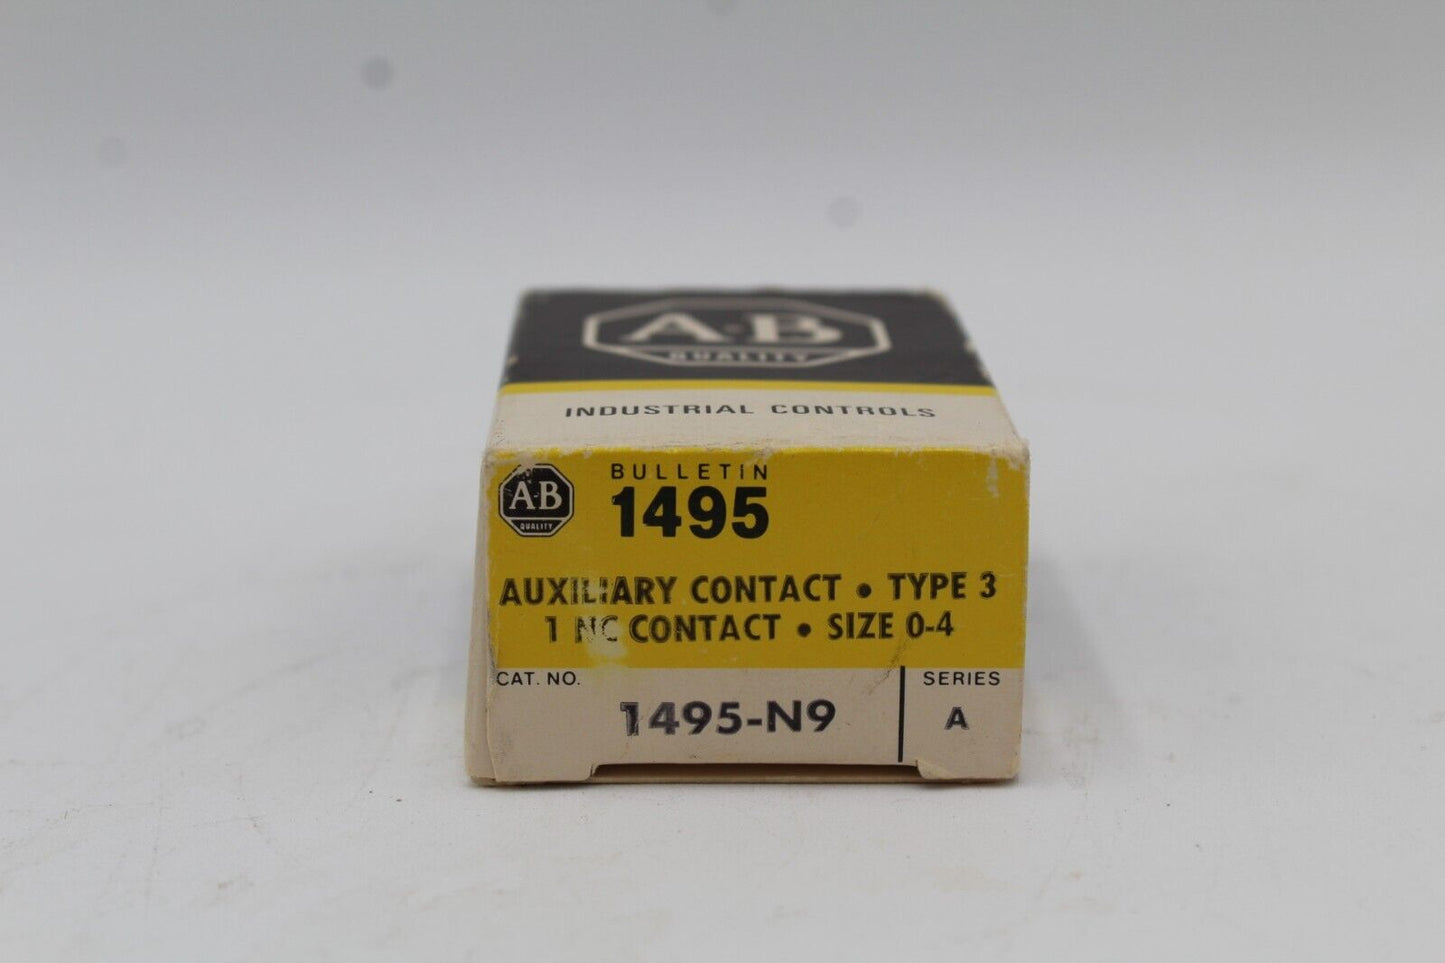 A-B
QUALITY
INDUSTRIAL CONTROLS
A-B
QUALITY
BULLETIN
1495
AUXILIARY CONTACT • TYPE 3
1 NC CONTACT • SIZE 0-4
CAT. NO.
1495-N9
SERIES
A